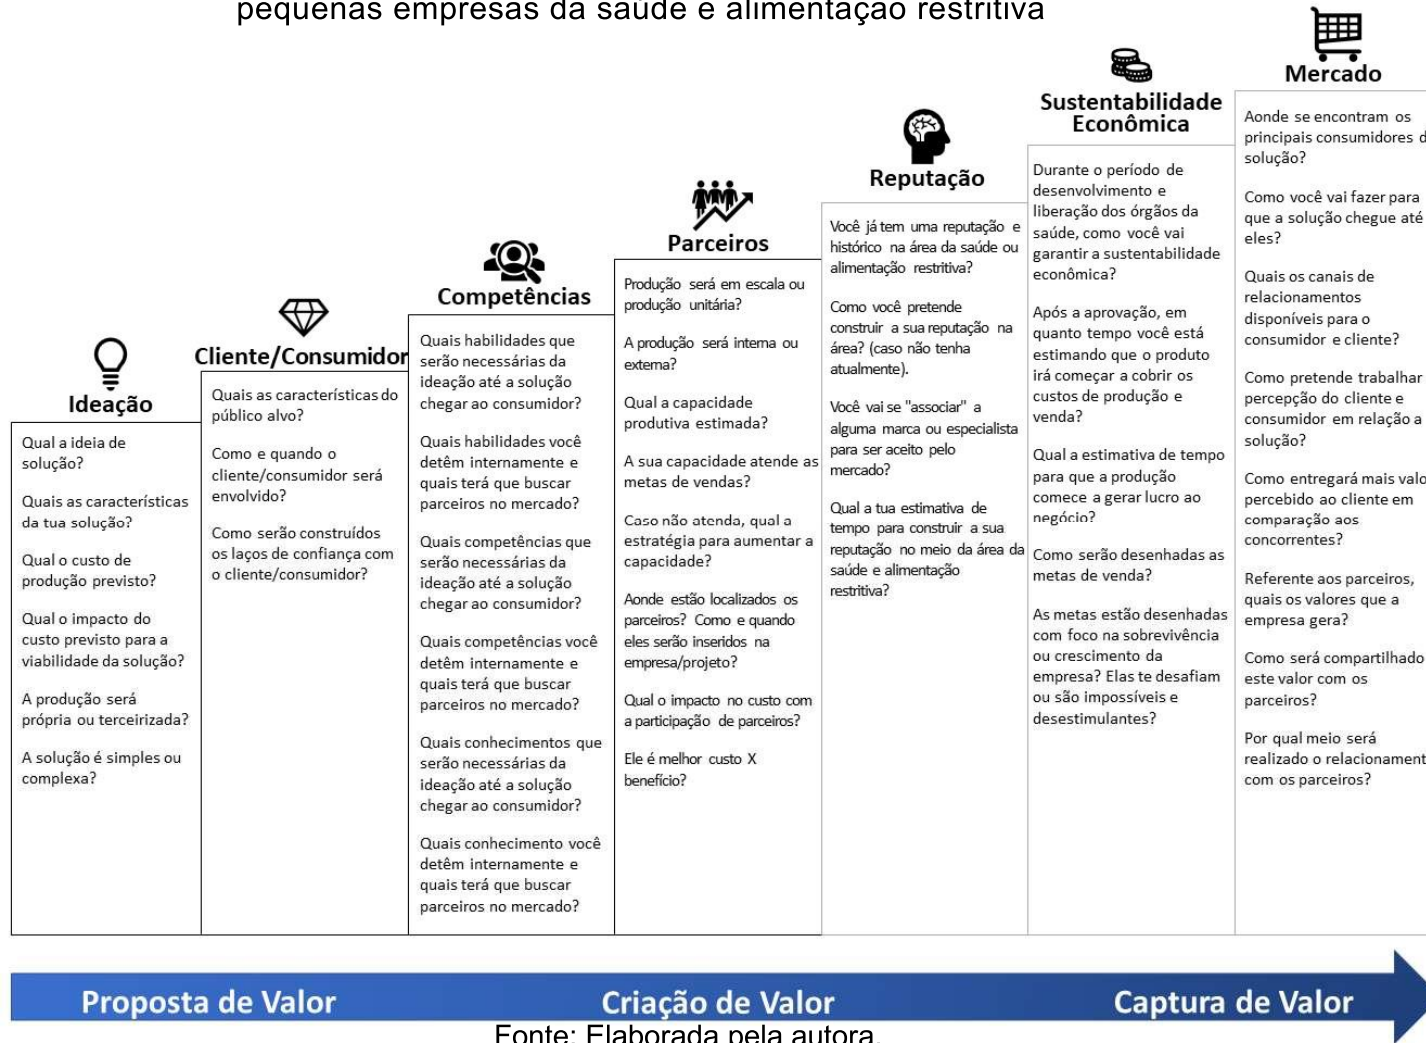 pequenas empresas da saúde e alimentação restritiva
Ideação
Qual a ideia de
solução?
Quais as características
da tua solução?
Qual o custo de
produção previsto?
Qual o impacto do
custo previsto para a
viabilidade da solução?
A produção será
própria ou terceirizada?
A solução é simples ou
complexa?
Cliente/Consumidor
Quais as características do
público alvo?
Como e quando o
cliente/consumidor será
envolvido?
Como serão construídos
os laços de confiança com
o cliente/consumidor?
Competências
Quais habilidades que
serão necessárias da
ideação até a solução
chegar ao consumidor?
Quais habilidades você
detêm internamente e
quais terá que buscar
parceiros no mercado?
Quais competências que
serão necessárias da
ideação até a solução
chegar ao consumidor?
Quais competências você
detêm internamente e
quais terá que buscar
parceiros no mercado?
Quais conhecimentos que
serão necessárias da
ideação até a solução
chegar ao consumidor?
Quais conhecimento você
detêm internamente e
quais terá que buscar
parceiros no mercado?
Parceiros
Produção será em escala ou
produção unitária?
A produção será interna ou
externa?
Qual a capacidade
produtiva estimada?
A sua capacidade atende as
metas de vendas?
Caso não atenda, qual a
estratégia para aumentar a
capacidade?
Aonde estão localizados os
parceiros? Como e quando
eles serão inseridos na
empresa/projeto?
Qual o impacto no custo com
a participação de parceiros?
Ele é melhor custo X
benefício?
Reputação
Você já tem uma reputação e
histórico na área da saúde ou
alimentação restritiva?
Como você pretende
construir a sua reputação na
área? (caso não tenha
atualmente).
Você vai se "associar" a
alguma marca ou especialista
para ser aceito pelo
mercado?
Qual a tua estimativa de
tempo para construir a sua
reputação no meio da área da
saúde e alimentação
restritiva?
Sustentabilidade
Econômica
Durante o período de
desenvolvimento e
liberação dos órgãos da
saúde, como você vai
garantir a sustentabilidade
econômica?
Após a aprovação, em
quanto tempo você está
estimando que o produto
irá começar a cobrir os
custos de produção e
venda?
Qual a estimativa de tempo
para que a produção
comece a gerar lucro ao
negócio?
Como serão desenhadas as
metas de venda?
As metas estão desenhadas
com foco na sobrevivência
ou crescimento da
empresa? Elas te desafiam
ou são impossíveis e
desestimulantes?
Mercado
Aonde se encontram os
principais consumidores d
solução?
Como você vai fazer para
que a solução chegue até
eles?
Quais os canais de
relacionamentos
disponíveis para o
consumidor e cliente?
Como pretende trabalhar
percepção do cliente e
consumidor em relação a
solução?
Como entregará mais valo
percebido ao cliente em
comparação aos
concorrentes?
Referente aos parceiros,
quais os valores que a
empresa gera?
Como será compartilhado
este valor com os
parceiros?
Por qual meio será
realizado o relacionament
com os parceiros?
Proposta de Valor
Criação de Valor
Captura de Valor
Fonte: Elaborada pela autora.